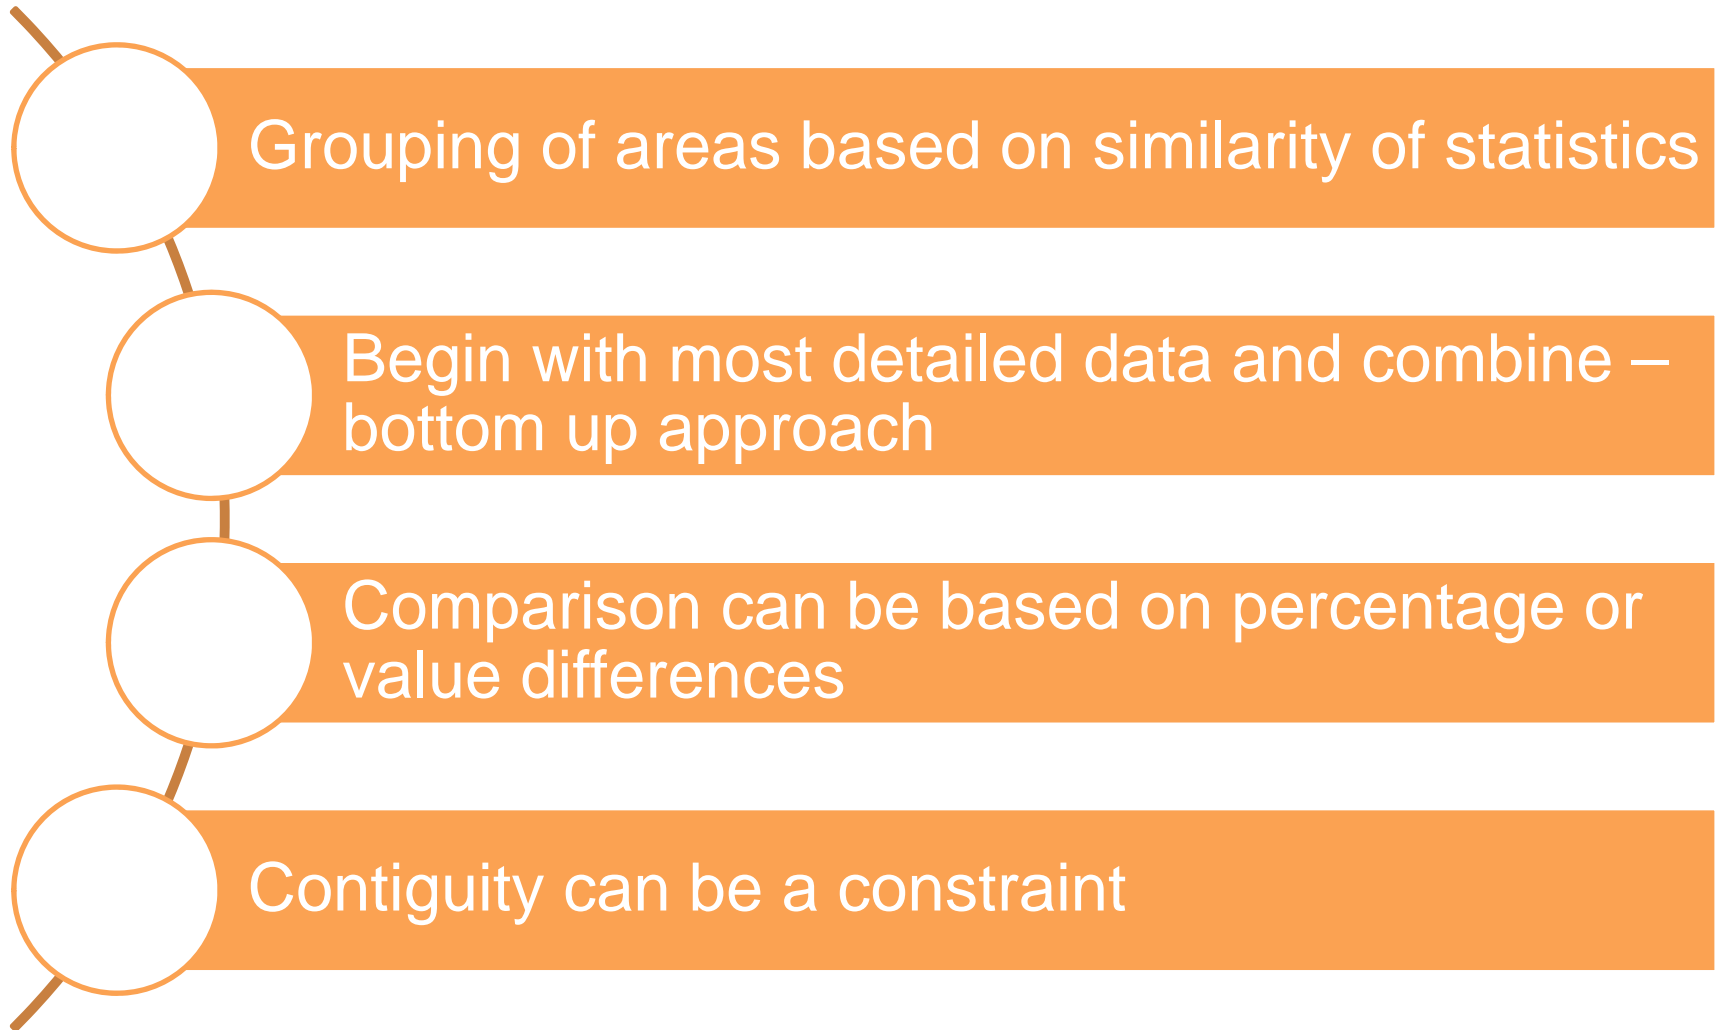 Grouping of areas based on similarity of statistics
Begin with most detailed data and combine –
bottom up approach
Comparison can be based on percentage or
value differences
Contiguity can be a constraint